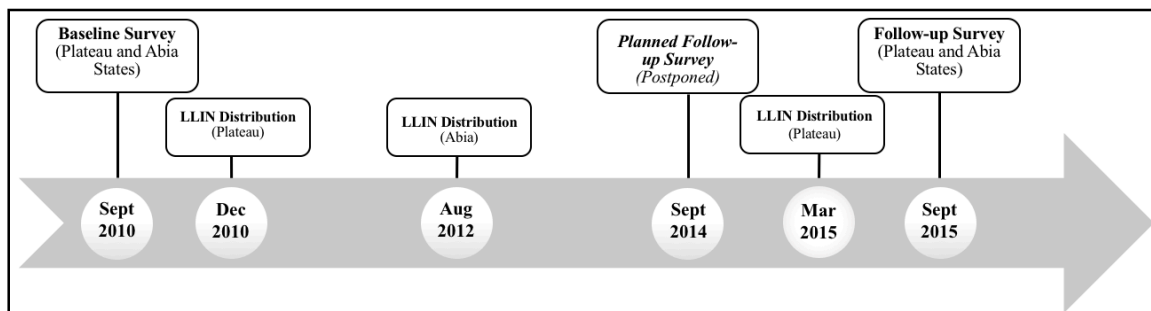 Baseline Survey
(Plateau and Abia
States)
LLIN Distribution
(Plateau)
LLIN Distribution
(Abia)
Planned Follow-
up Survey
(Postponed)
LLIN Distribution
(Plateau)
Follow-up Survey
(Plateau and Abia
States)
Sept
2010
Dec
2010
Aug
2012
Sept
2014
Mar
2015
Sept
2015